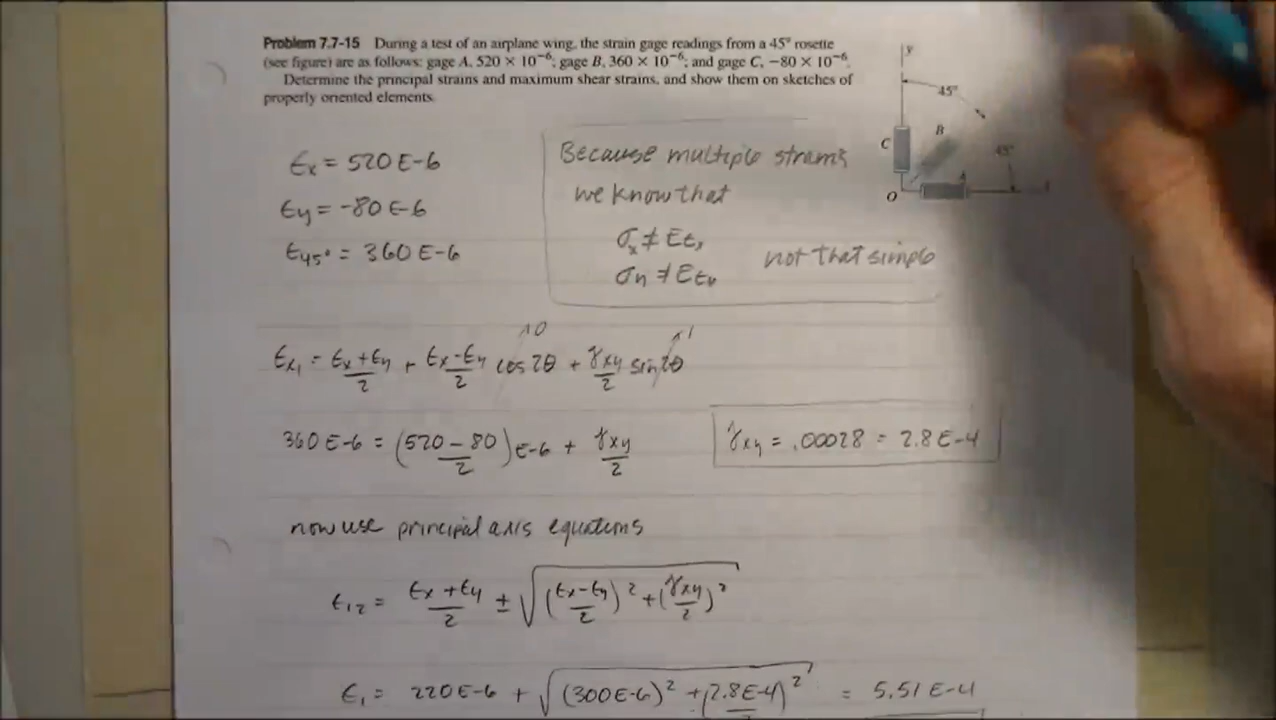 Problem 7.7-15 During a test of an airplane wing, the strain gage readings from a 45° rosette
(see figure) are as follows: gage A, 520 × 10⁻⁶; gage B, 360 × 10⁻⁶; and gage C, −80 × 10⁻⁶.
Determine the principal strains and maximum shear strains, and show them on sketches of
properly oriented elements.
y
45°
B
C
45°
A
O
ϵx = 520 E-6
ϵy = -80 E-6
ϵ45° = 360 E-6
Because multiple strains
we know that
σx ≠ Eϵx
not that simple
ϵx₁ = (ϵx + ϵy)/2 + (ϵx - ϵy)/2 cos 2θ + γxy/2 sin 2θ
0
1
360 E-6 = ((520 - 80)/2) E-6 + γxy/2
γxy = .00028 = 2.8 E-4
now use principal axis equations
ϵ12 = (ϵx + ϵy)/2 ± √(((ϵx - ϵy)/2)² + (γxy/2)²)
ϵ1 = 220 E-6 + √((300 E-6)² + (2.8 E-4)²) = 5.51 E-4